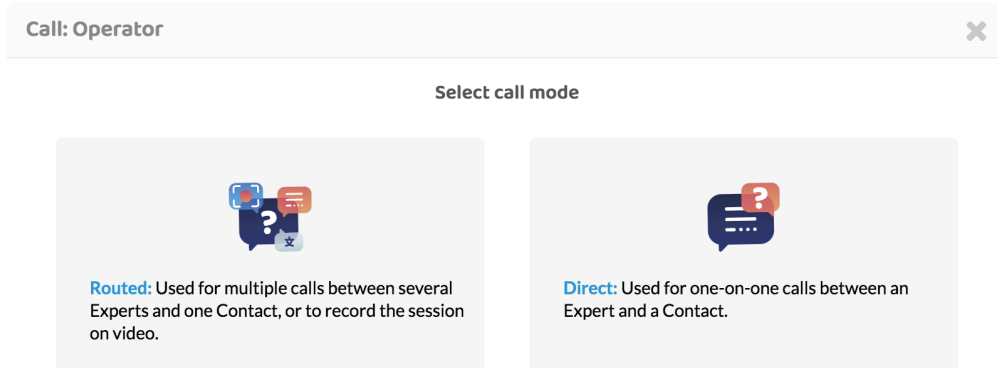 Call: Operator
Select call mode
Routed: Used for multiple calls between several
Experts and one Contact, or to record the session
on video.
Direct: Used for one-on-one calls between an
Expert and a Contact.